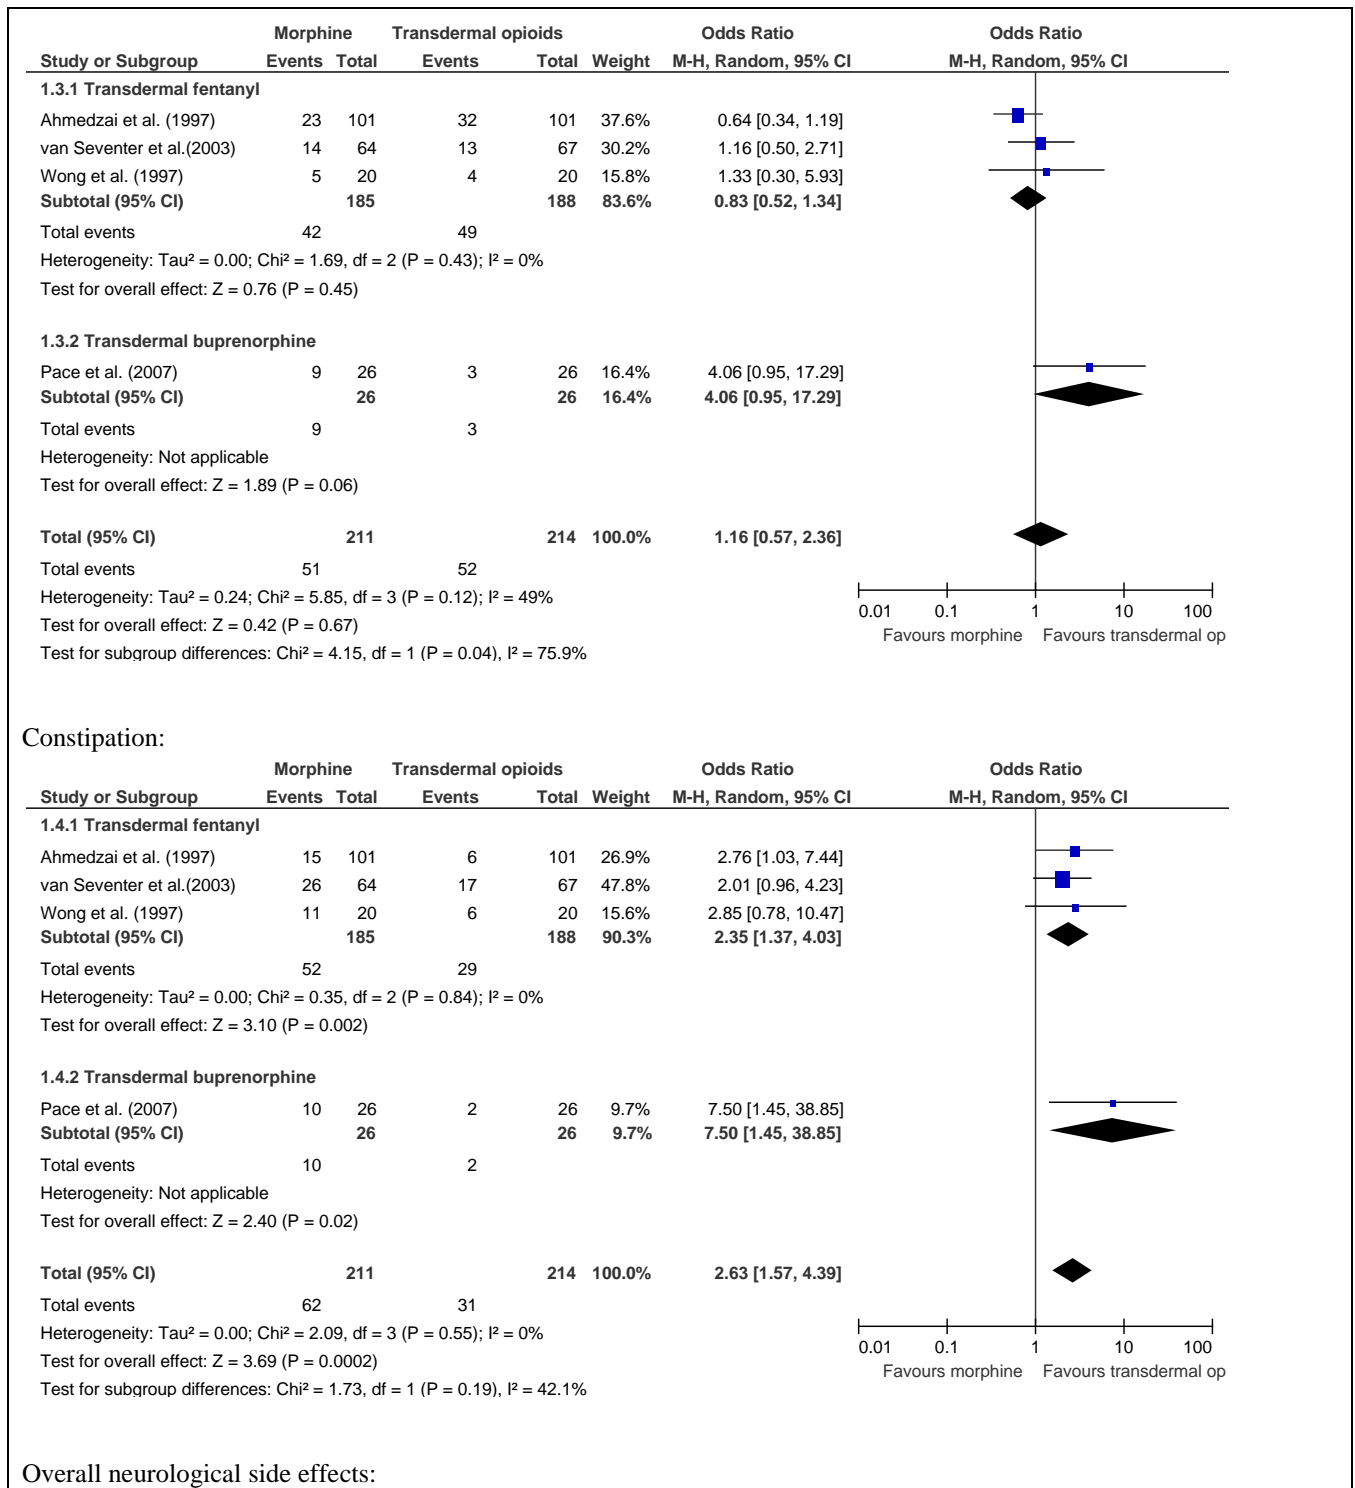 Morphine Transdermal opioids Odds Ratio Odds Ratio
Study or Subgroup Events Total Events Total Weight M-H, Random, 95% CI M-H, Random, 95% CI
1.3.1 Transdermal fentanyl
Ahmedzai et al. (1997) 23 101 32 101 37.6% 0.64 [0.34, 1.19]
van Seventer et al.(2003) 14 64 13 67 30.2% 1.16 [0.50, 2.71]
Wong et al. (1997) 5 20 4 20 15.8% 1.33 [0.30, 5.93]
Subtotal (95% CI) 185 188 83.6% 0.83 [0.52, 1.34]
Total events 42 49
Heterogeneity: Tau² = 0.00; Chi² = 1.69, df = 2 (P = 0.43); I² = 0%
Test for overall effect: Z = 0.76 (P = 0.45)
1.3.2 Transdermal buprenorphine
Pace et al. (2007) 9 26 3 26 16.4% 4.06 [0.95, 17.29]
Subtotal (95% CI) 26 26 16.4% 4.06 [0.95, 17.29]
Total events 9 3
Heterogeneity: Not applicable
Test for overall effect: Z = 1.89 (P = 0.06)
Total (95% CI) 211 214 100.0% 1.16 [0.57, 2.36]
Total events 51 52
Heterogeneity: Tau² = 0.24; Chi² = 5.85, df = 3 (P = 0.12); I² = 49%
Test for overall effect: Z = 0.42 (P = 0.67)
Test for subgroup differences: Chi² = 4.15, df = 1 (P = 0.04), I² = 75.9%
0.01 0.1 1 10 100
Favours morphine Favours transdermal op
Constipation:
Morphine Transdermal opioids Odds Ratio Odds Ratio
Study or Subgroup Events Total Events Total Weight M-H, Random, 95% CI M-H, Random, 95% CI
1.4.1 Transdermal fentanyl
Ahmedzai et al. (1997) 15 101 6 101 26.9% 2.76 [1.03, 7.44]
van Seventer et al.(2003) 26 64 17 67 47.8% 2.01 [0.96, 4.23]
Wong et al. (1997) 11 20 6 20 15.6% 2.85 [0.78, 10.47]
Subtotal (95% CI) 185 188 90.3% 2.35 [1.37, 4.03]
Total events 52 29
Heterogeneity: Tau² = 0.00; Chi² = 0.35, df = 2 (P = 0.84); I² = 0%
Test for overall effect: Z = 3.10 (P = 0.002)
1.4.2 Transdermal buprenorphine
Pace et al. (2007) 10 26 2 26 9.7% 7.50 [1.45, 38.85]
Subtotal (95% CI) 26 26 9.7% 7.50 [1.45, 38.85]
Total events 10 2
Heterogeneity: Not applicable
Test for overall effect: Z = 2.40 (P = 0.02)
Total (95% CI) 211 214 100.0% 2.63 [1.57, 4.39]
Total events 62 31
Heterogeneity: Tau² = 0.00; Chi² = 2.09, df = 3 (P = 0.55); I² = 0%
Test for overall effect: Z = 3.69 (P = 0.0002)
Test for subgroup differences: Chi² = 1.73, df = 1 (P = 0.19), I² = 42.1%
0.01 0.1 1 10 100
Favours morphine Favours transdermal op
Overall neurological side effects: